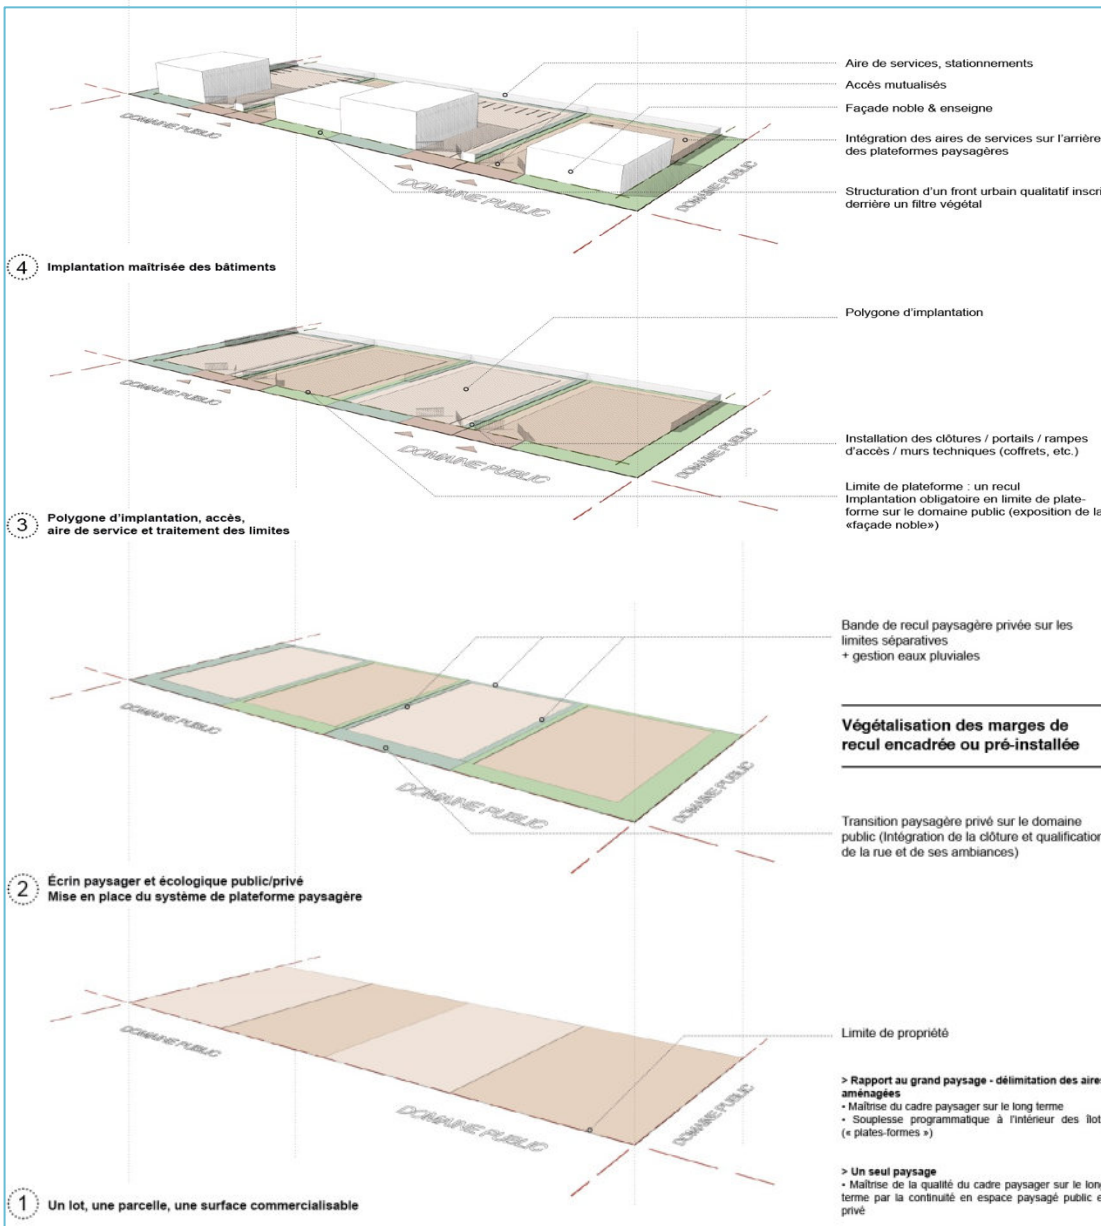 Aire de services, stationnements
Accès mutualisés
Façade noble & enseigne
Intégration des aires de services sur l'arrière
des plateformes paysagères
Structuration d'un front urbain qualitatif inscri
derrière un filtre végétal
DOMAINE PUBLIC
DOMAINE PUBLIC
DOMAINE PUBLIC
4 Implantation maîtrisée des bâtiments
Polygone d'implantation
Installation des clôtures / portails / rampes
d'accès / murs techniques (coffrets, etc.)
Limite de plateforme : un recul
Implantation obligatoire en limite de plate-
forme sur le domaine public (exposition de la
«façade noble»)
DOMAINE PUBLIC
DOMAINE PUBLIC
DOMAINE PUBLIC
3 Polygone d'implantation, accès,
aire de service et traitement des limites
Bande de recul paysagère privée sur les
limites séparatives
+ gestion eaux pluviales
Végétalisation des marges de
recul encadrée ou pré-installée
Transition paysagère privé sur le domaine
public (Intégration de la clôture et qualification
de la rue et de ses ambiances)
DOMAINE PUBLIC
DOMAINE PUBLIC
DOMAINE PUBLIC
2 Écrin paysager et écologique public/privé
Mise en place du système de plateforme paysagère
Limite de propriété
DOMAINE PUBLIC
DOMAINE PUBLIC
DOMAINE PUBLIC
> Rapport au grand paysage - délimitation des aires
aménagées
- Maîtrise du cadre paysager sur le long terme
- Souplesse programmatique à l'intérieur des îlot
(« plates-formes »)
> Un seul paysage
- Maîtrise de la qualité du cadre paysager sur le long
terme par la continuité en espace paysagé public e
privé
1 Un lot, une parcelle, une surface commercialisable